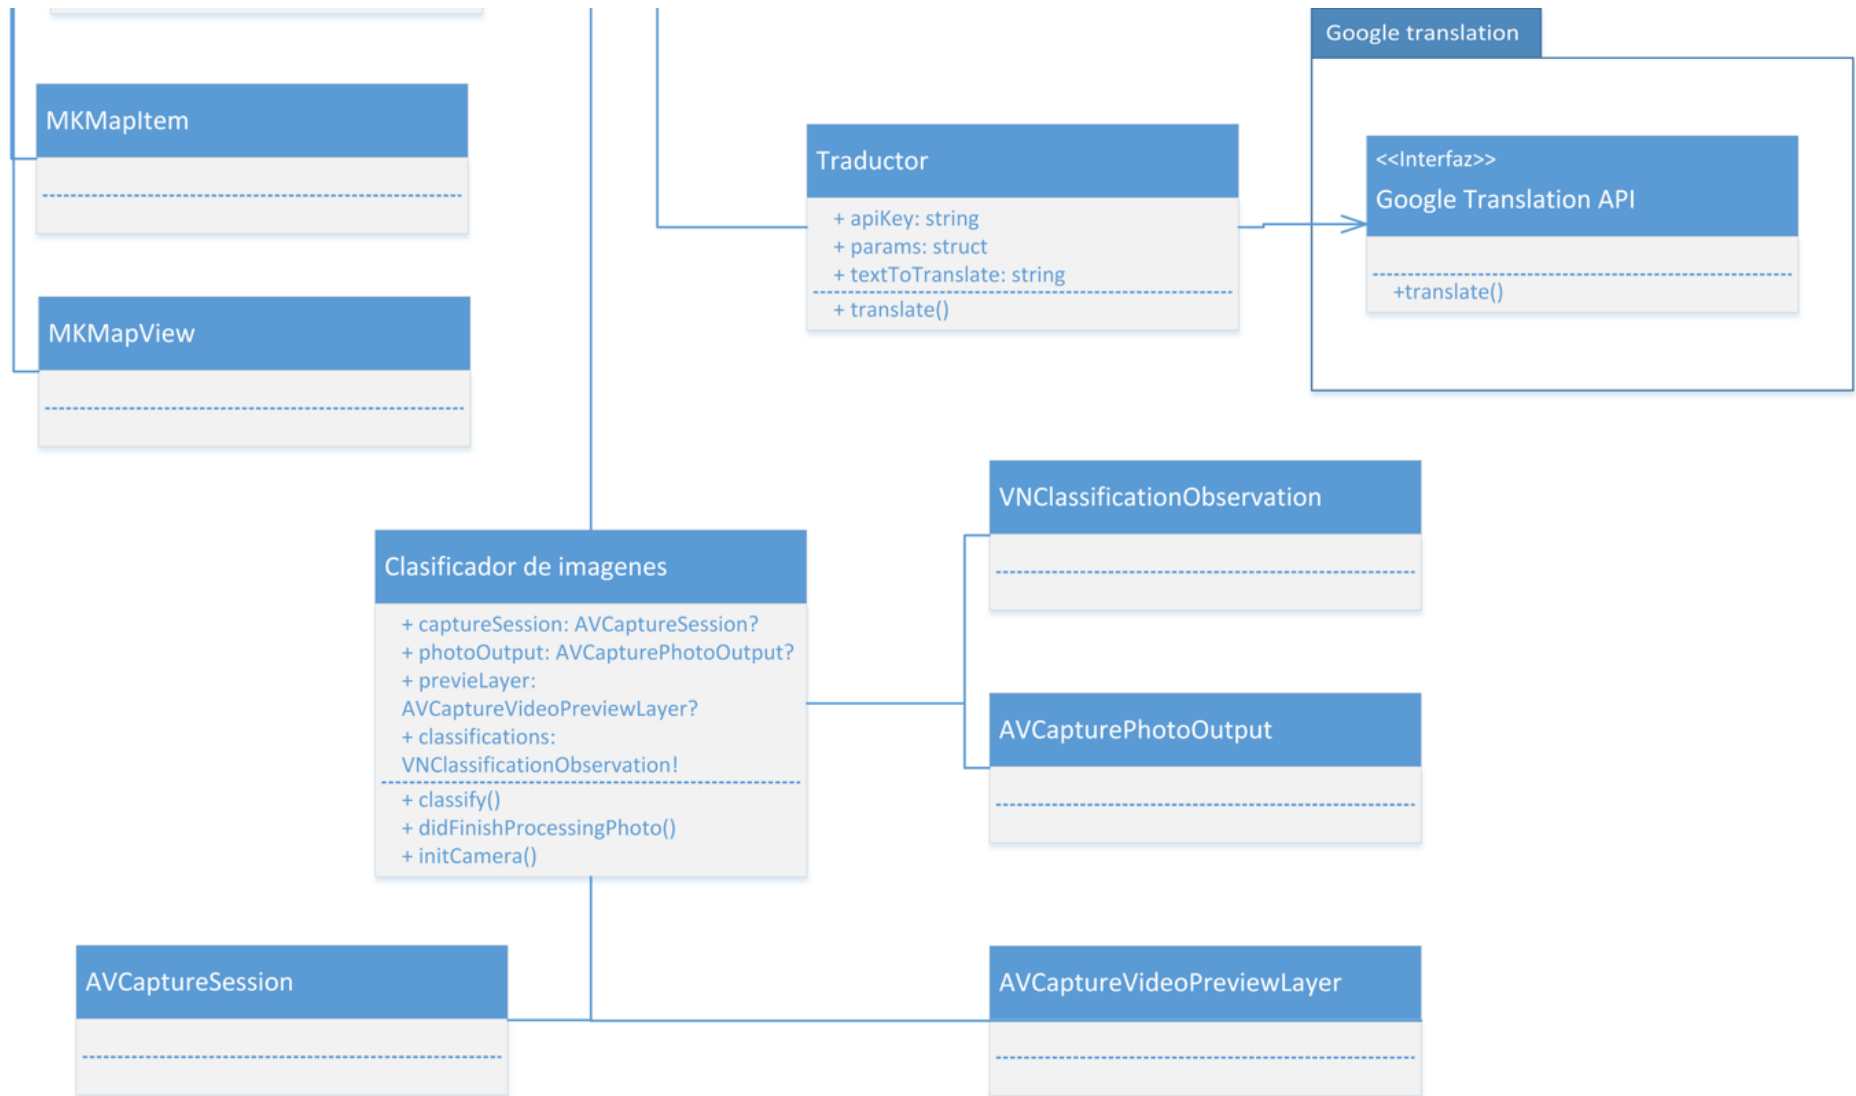 Google translation
MKMapItem
Traductor
+ apiKey: string
+ params: struct
+ textToTranslate: string
+ translate()
<<Interfaz>>
Google Translation API
+translate()
MKMapView
VNClassificationObservation
Clasificador de imagenes
+ captureSession: AVCaptureSession?
+ photoOutput: AVCapturePhotoOutput?
+ previeLayer:
AVCaptureVideoPreviewLayer?
+ classifications:
VNClassificationObservation!
+ classify()
+ didFinishProcessingPhoto()
+ initCamera()
AVCapturePhotoOutput
AVCaptureSession
AVCaptureVideoPreviewLayer